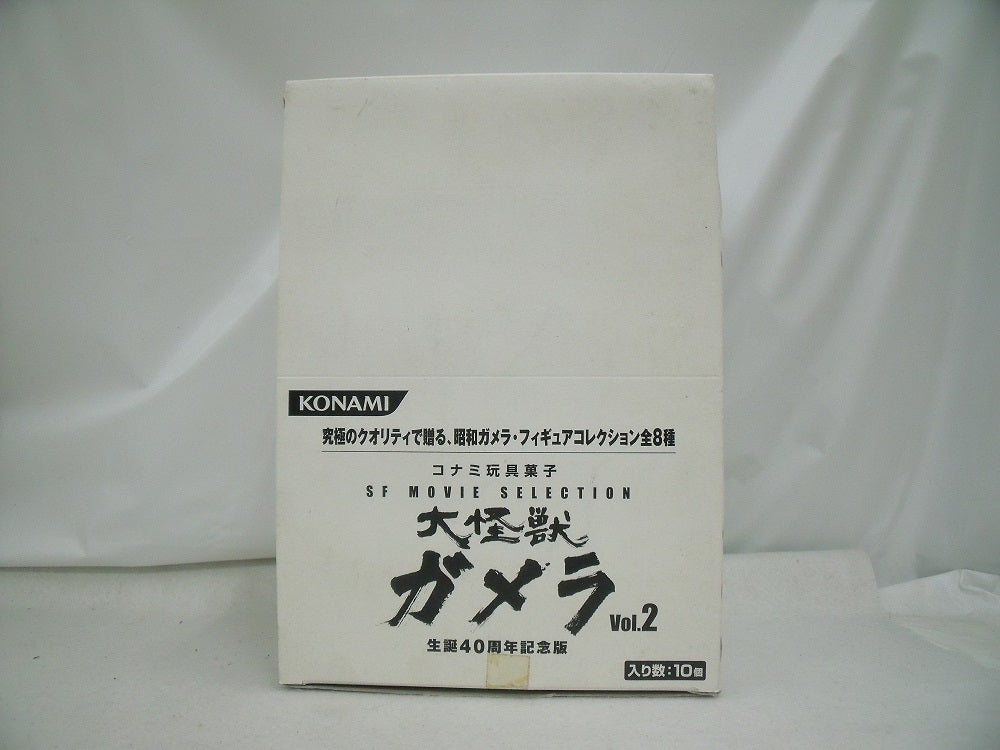 KONAMI
究極のクオリティで贈る、昭和ガメラ・フィギュアコレクション全8種
コナミ玩具菓子
SF MOVIE SELECTION
大怪獣
ガメラ Vol.2
生誕40周年記念版
入り数:10個